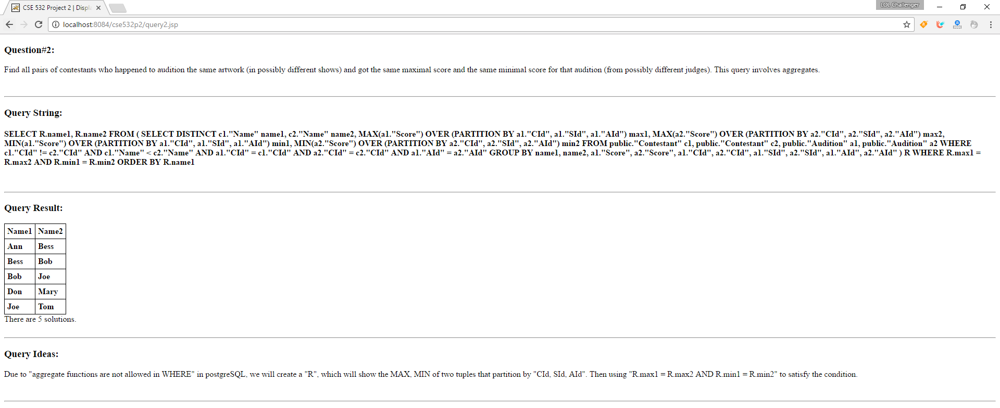 CSE 532 Project 2 | Displa
LOL Challenger
localhost:8084/cse532p2/query2.jsp
Question#2:
Find all pairs of contestants who happened to audition the same artwork (in possibly different shows) and got the same maximal score and the same minimal score for that audition (from possibly different judges). This query involves aggregates.
Query String:
SELECT R.name1, R.name2 FROM ( SELECT DISTINCT c1."Name" name1, c2."Name" name2, MAX(a1."Score") OVER (PARTITION BY a1."CId", a1."SId", a1."AId") max1, MAX(a2."Score") OVER (PARTITION BY a2."CId", a2."SId", a2."AId") max2,
MIN(a1."Score") OVER (PARTITION BY a1."CId", a1."SId", a1."AId") min1, MIN(a2."Score") OVER (PARTITION BY a2."CId", a2."SId", a2."AId") min2 FROM public."Contestant" c1, public."Contestant" c2, public."Audition" a1, public."Audition" a2 WHERE
c1."CId" != c2."CId" AND c1."Name" < c2."Name" AND a1."CId" = c1."CId" AND a2."CId" = c2."CId" AND a1."AId" = a2."AId" GROUP BY name1, name2, a1."Score", a2."Score", a1."CId", a2."CId", a1."SId", a2."SId", a1."AId", a2."AId" ) R WHERE R.max1 =
R.max2 AND R.min1 = R.min2 ORDER BY R.name1
Query Result:
Name1 Name2
Ann Bess
Bess Bob
Bob Joe
Don Mary
Joe Tom
There are 5 solutions.
Query Ideas:
Due to "aggregate functions are not allowed in WHERE" in postgreSQL, we will create a "R", which will show the MAX, MIN of two tuples that partition by "CId, SId, AId". Then using "R.max1 = R.max2 AND R.min1 = R.min2" to satisfy the condition.